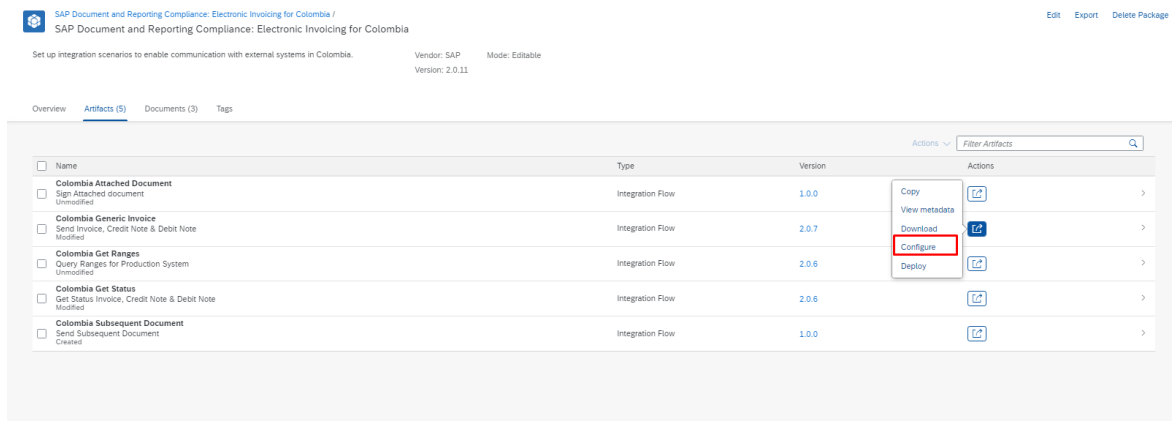 SAP Document and Reporting Compliance: Electronic Invoicing for Colombia /
Edit Export Delete Package
SAP Document and Reporting Compliance: Electronic Invoicing for Colombia
Set up integration scenarios to enable communication with external systems in Colombia.
Vendor: SAP Mode: Editable
Version: 2.0.11
Overview Artifacts (5) Documents (3) Tags
Actions Filter Artifacts
Name Type Version Actions
Colombia Attached Document
Sign Attached document Integration Flow 1.0.0
Unmodified
Colombia Generic Invoice
Send Invoice, Credit Note & Debit Note Integration Flow 2.0.7
Modified
Colombia Get Ranges
Query Ranges for Production System Integration Flow 2.0.6
Unmodified
Colombia Get Status
Get Status Invoice, Credit Note & Debit Note Integration Flow 2.0.6
Modified
Colombia Subsequent Document
Send Subsequent Document Integration Flow 1.0.0
Created
Copy
View metadata
Download
Configure
Deploy